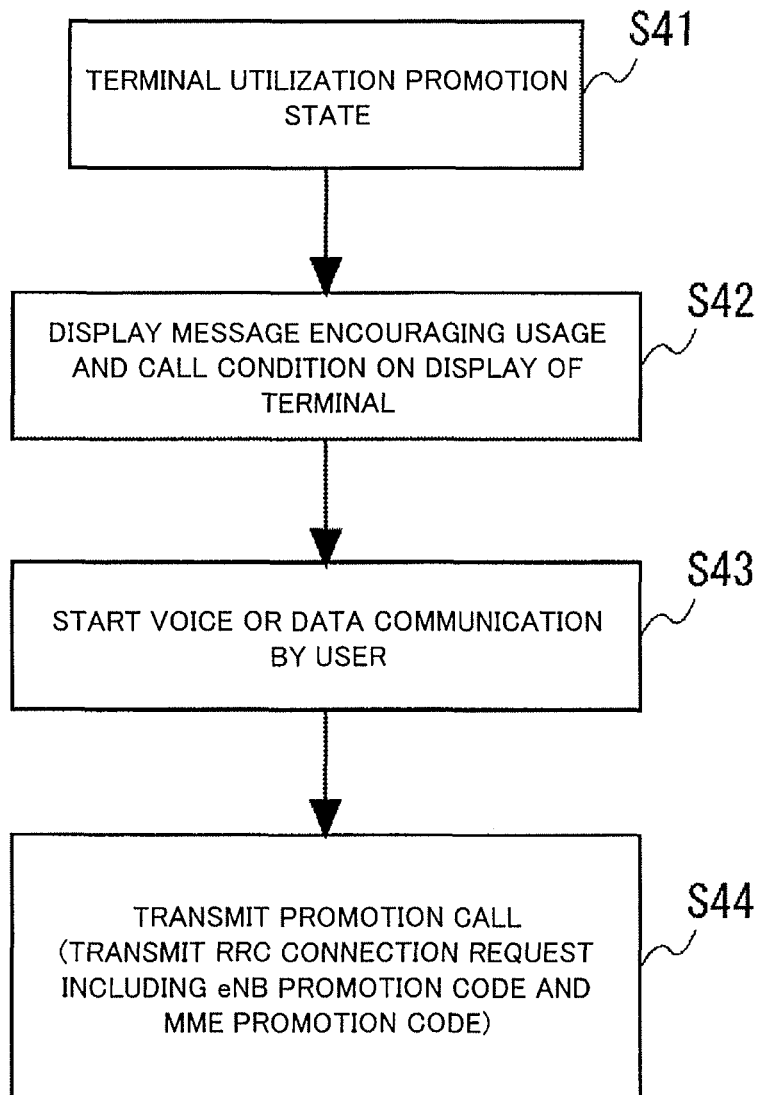 S41
TERMINAL UTILIZATION PROMOTION
STATE
S42
DISPLAY MESSAGE ENCOURAGING USAGE
AND CALL CONDITION ON DISPLAY OF
TERMINAL
S43
START VOICE OR DATA COMMUNICATION
BY USER
S44
TRANSMIT PROMOTION CALL
(TRANSMIT RRC CONNECTION REQUEST
INCLUDING eNB PROMOTION CODE AND
MME PROMOTION CODE)